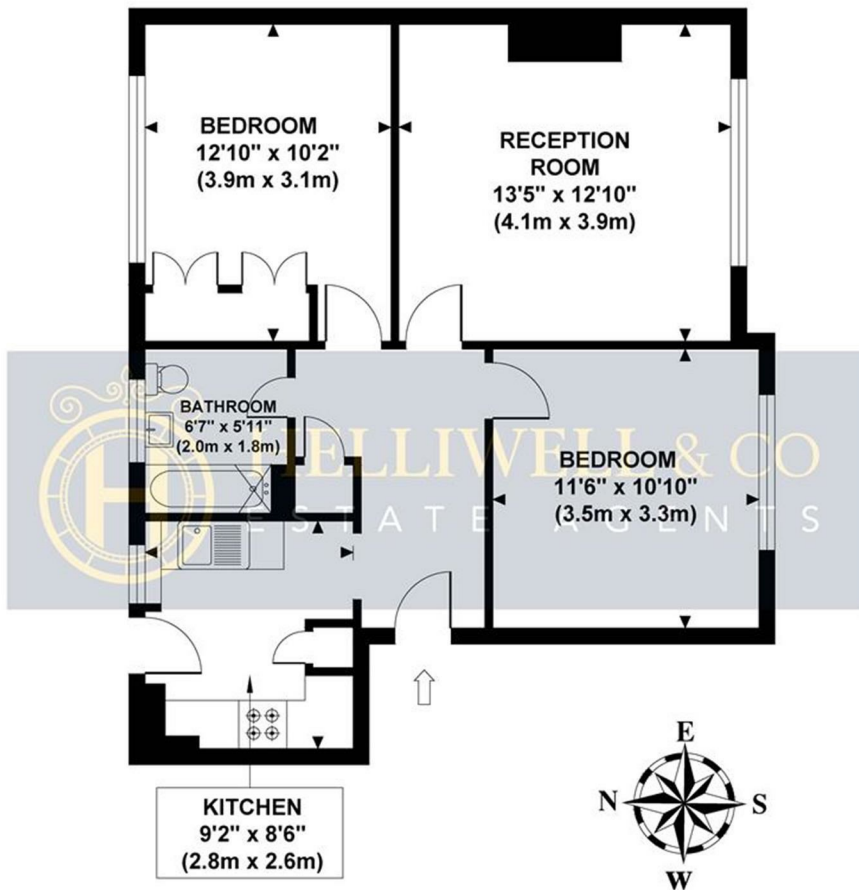 BEDROOM
12'10" x 10'2"
(3.9m x 3.1m)
RECEPTION
ROOM
13'5" x 12'10"
(4.1m x 3.9m)
BATHROOM
6'7" x 5'11"
(2.0m x 1.8m)
H
HELLIWELL & CO
ESTATE AGENTS
BEDROOM
11'6" x 10'10"
(3.5m x 3.3m)
KITCHEN
9'2" x 8'6"
(2.8m x 2.6m)
E
N
S
W